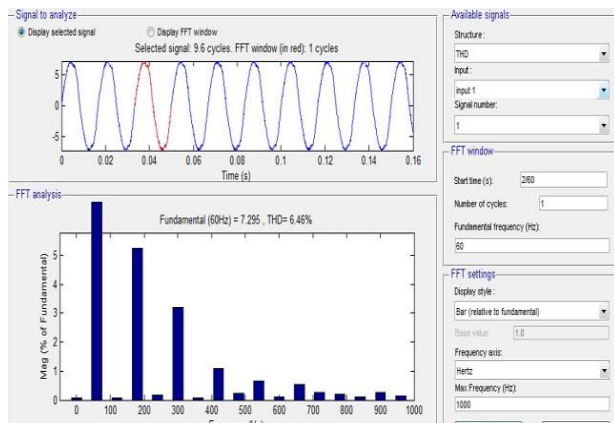 Signal to analyze
Display selected signal
Display FFT window
Selected signal: 9.6 cycles. FFT window (in red): 1 cycles
5
0
-5
0 0.02 0.04 0.06 0.08 0.1 0.12 0.14 0.16
Time (s)
FFT analysis
Fundamental (60Hz) = 7.295 , THD= 6.46%
Mag (% of Fundamental)
5
4
3
2
1
0
0 100 200 300 400 500 600 700 800 900 1000
Available signals
Structure :
THD
Input :
input 1
Signal number:
1
FFT window
Start time (s): 2/60
Number of cycles: 1
Fundamental frequency (Hz):
60
FFT settings
Display style :
Bar (relative to fundamental)
Base value: 1.0
Frequency axis:
Hertz
Max Frequency (Hz):
1000